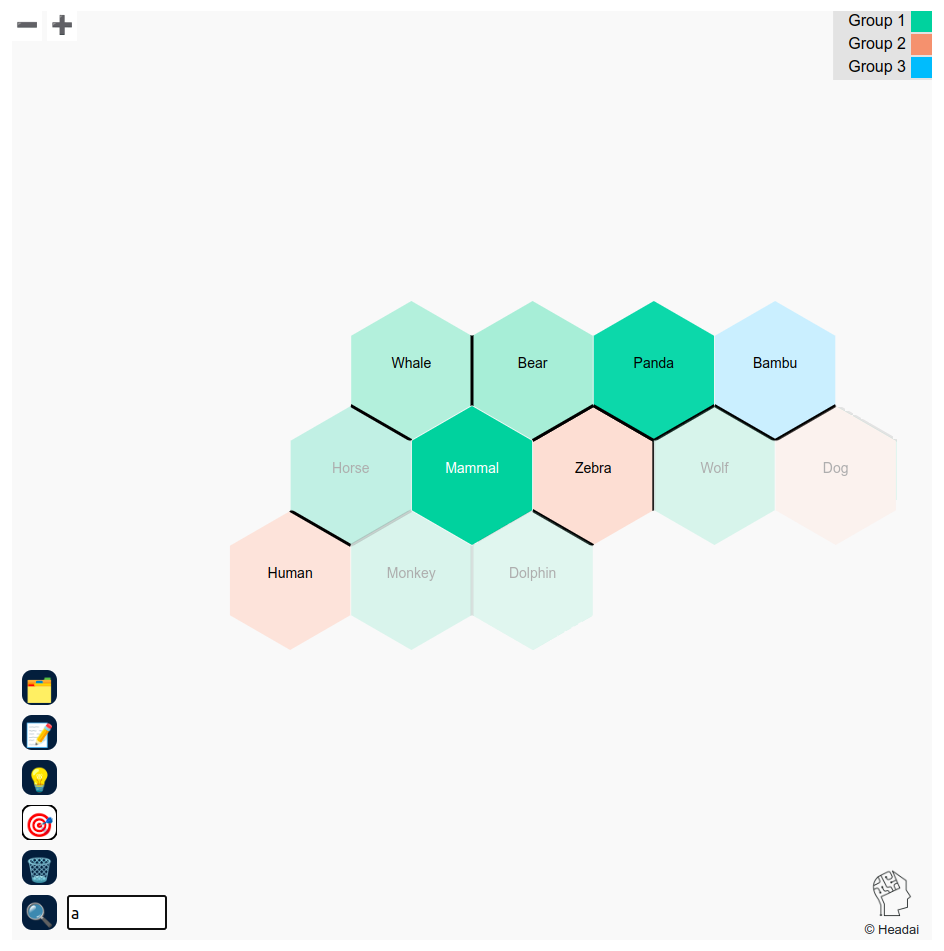 Group 1
Group 2
Group 3
Whale Bear Panda Bambu
Horse Mammal Zebra Wolf Dog
Human Monkey Dolphin
a
© Headai